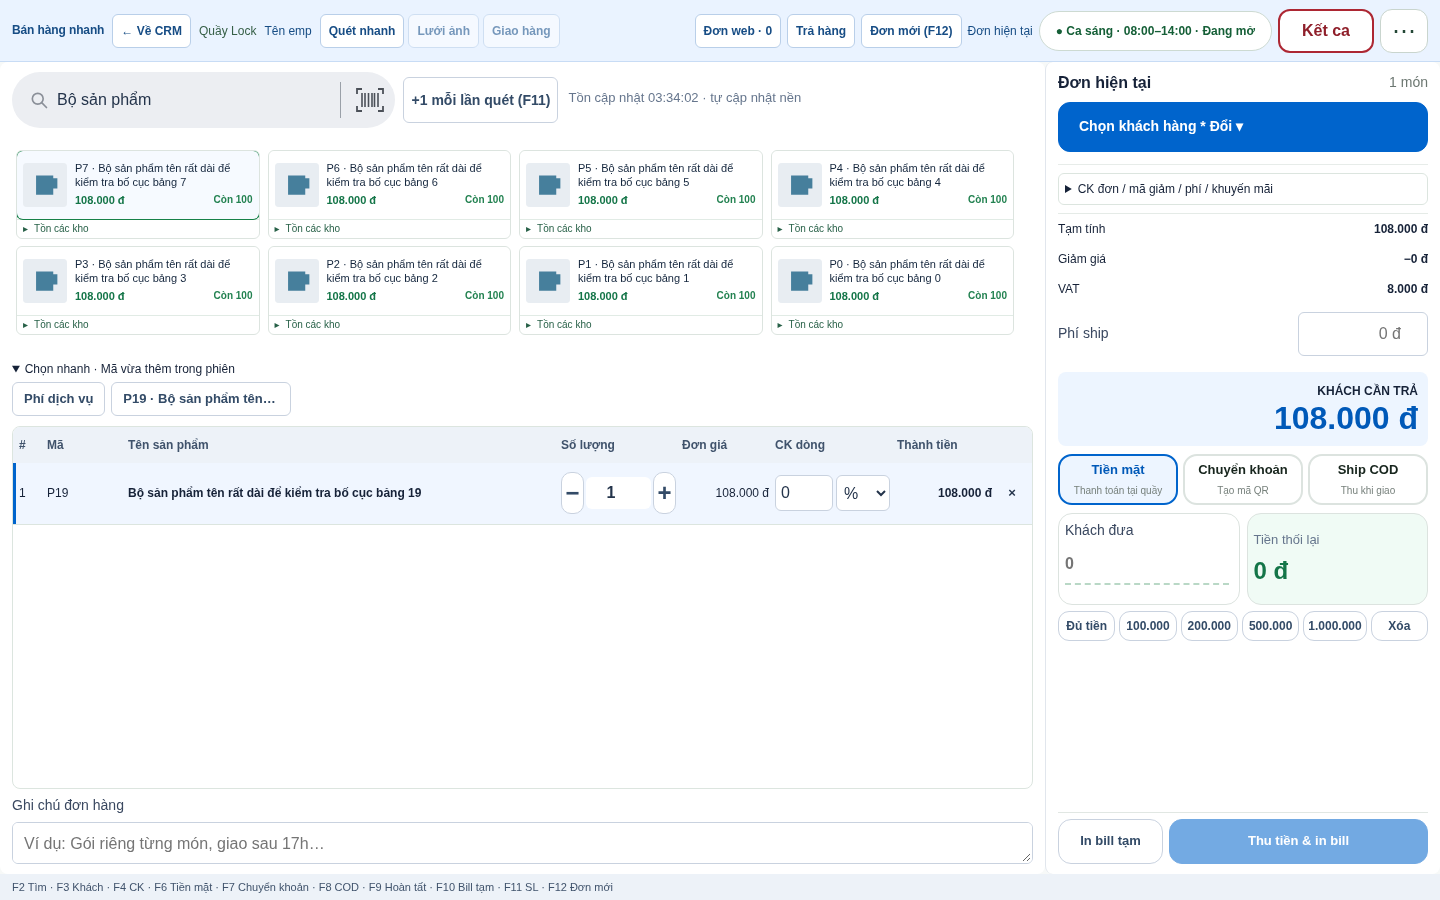 Bán hàng nhanh
← Về CRM
Quầy Lock
Tên emp
Quét nhanh
Lưới ảnh
Giao hàng
Đơn web · 0
Trả hàng
Đơn mới (F12)
Đơn hiện tại
● Ca sáng · 08:00–14:00 · Đang mở
Kết ca
···
Bộ sản phẩm
+1 mỗi lần quét (F11)
Tồn cập nhật 03:34:02 · tự cập nhật nền
P7 · Bộ sản phẩm tên rất dài để
kiểm tra bố cục bảng 7
108.000 đ
Còn 100
▸ Tồn các kho
P6 · Bộ sản phẩm tên rất dài để
kiểm tra bố cục bảng 6
108.000 đ
Còn 100
▸ Tồn các kho
P5 · Bộ sản phẩm tên rất dài để
kiểm tra bố cục bảng 5
108.000 đ
Còn 100
▸ Tồn các kho
P4 · Bộ sản phẩm tên rất dài để
kiểm tra bố cục bảng 4
108.000 đ
Còn 100
▸ Tồn các kho
P3 · Bộ sản phẩm tên rất dài để
kiểm tra bố cục bảng 3
108.000 đ
Còn 100
▸ Tồn các kho
P2 · Bộ sản phẩm tên rất dài để
kiểm tra bố cục bảng 2
108.000 đ
Còn 100
▸ Tồn các kho
P1 · Bộ sản phẩm tên rất dài để
kiểm tra bố cục bảng 1
108.000 đ
Còn 100
▸ Tồn các kho
P0 · Bộ sản phẩm tên rất dài để
kiểm tra bố cục bảng 0
108.000 đ
Còn 100
▸ Tồn các kho
▼ Chọn nhanh · Mã vừa thêm trong phiên
Phí dịch vụ
P19 · Bộ sản phẩm tên…
# Mã Tên sản phẩm Số lượng Đơn giá CK dòng Thành tiền
1 P19 Bộ sản phẩm tên rất dài để kiểm tra bố cục bảng 19 − 1 + 108.000 đ 0 % 108.000 đ ×
Ghi chú đơn hàng
Ví dụ: Gói riêng từng món, giao sau 17h…
Đơn hiện tại
1 món
Chọn khách hàng * Đổi ▾
▶ CK đơn / mã giảm / phí / khuyến mãi
Tạm tính 108.000 đ
Giảm giá −0 đ
VAT 8.000 đ
Phí ship 0 đ
KHÁCH CẦN TRẢ
108.000 đ
Tiền mặt
Thanh toán tại quầy
Chuyển khoản
Tạo mã QR
Ship COD
Thu khi giao
Khách đưa
0
Tiền thối lại
0 đ
Đủ tiền
100.000
200.000
500.000
1.000.000
Xóa
In bill tạm
Thu tiền & in bill
F2 Tìm · F3 Khách · F4 CK · F6 Tiền mặt · F7 Chuyển khoản · F8 COD · F9 Hoàn tất · F10 Bill tạm · F11 SL · F12 Đơn mới